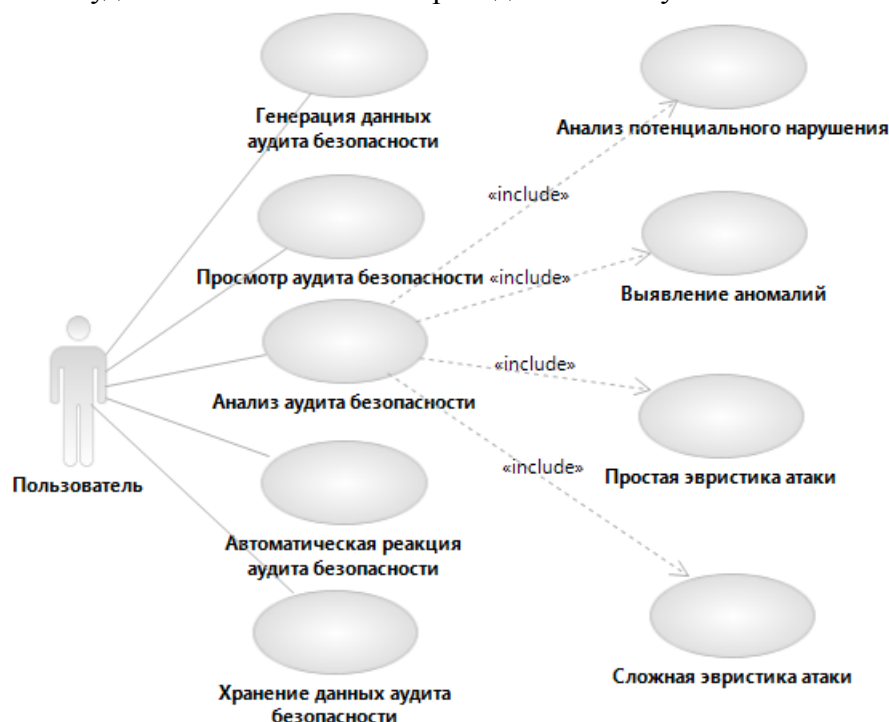 Генерация данных
аудита безопасности
Анализ потенциального нарушения
«include»
Просмотр аудита безопасности
«include»
Выявление аномалий
«include»
Анализ аудита безопасности
«include»
Простая эвристика атаки
Пользователь
Автоматическая реакция
аудита безопасности
Сложная эвристика атаки
Хранение данных аудита
безопасности